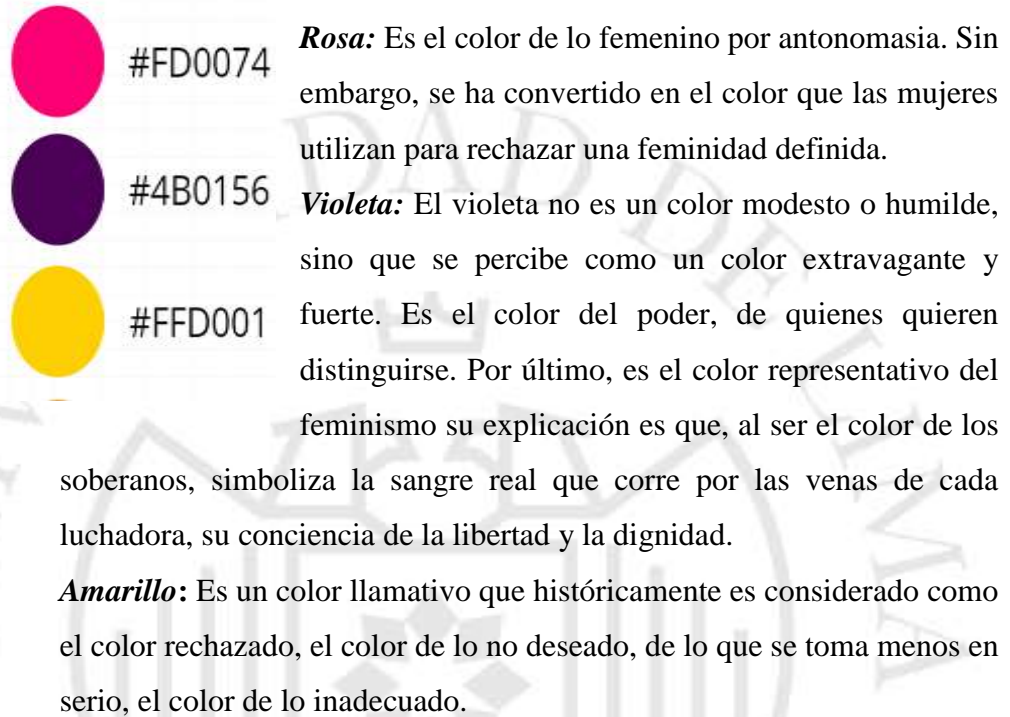 #FD0074
Rosa: Es el color de lo femenino por antonomasia. Sin
embargo, se ha convertido en el color que las mujeres
utilizan para rechazar una feminidad definida.
#4B0156
Violeta: El violeta no es un color modesto o humilde,
sino que se percibe como un color extravagante y
#FFD001
fuerte. Es el color del poder, de quienes quieren
distinguirse. Por último, es el color representativo del
feminismo su explicación es que, al ser el color de los
soberanos, simboliza la sangre real que corre por las venas de cada
luchadora, su conciencia de la libertad y la dignidad.
Amarillo: Es un color llamativo que históricamente es considerado como
el color rechazado, el color de lo no deseado, de lo que se toma menos en
serio, el color de lo inadecuado.
DAD DE LIMA